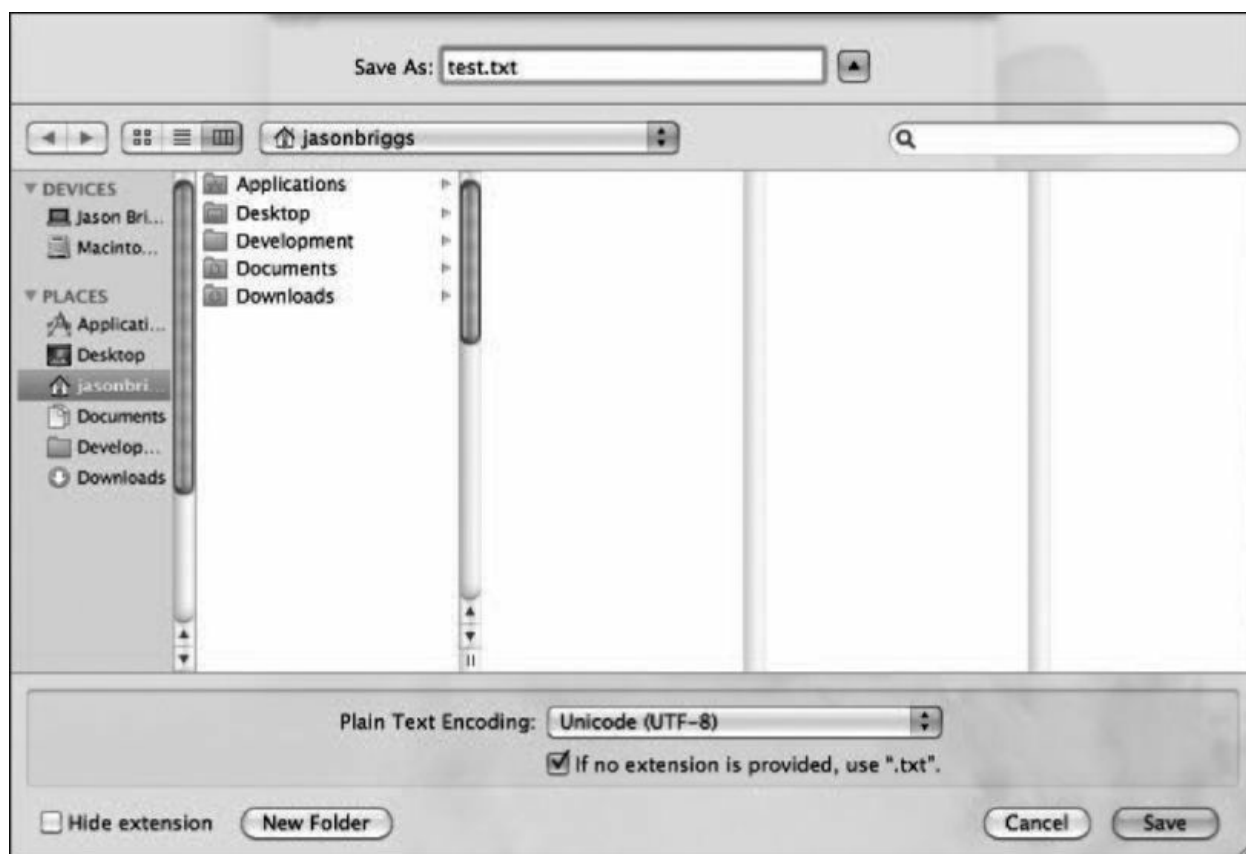 Save As: test.txt
jasonbriggs
DEVICES
Jason Bri...
Macinto...
PLACES
Applicati...
Desktop
jasonbri...
Documents
Develop...
Downloads
Applications
Desktop
Development
Documents
Downloads
Plain Text Encoding: Unicode (UTF-8)
If no extension is provided, use ".txt".
Hide extension New Folder Cancel Save